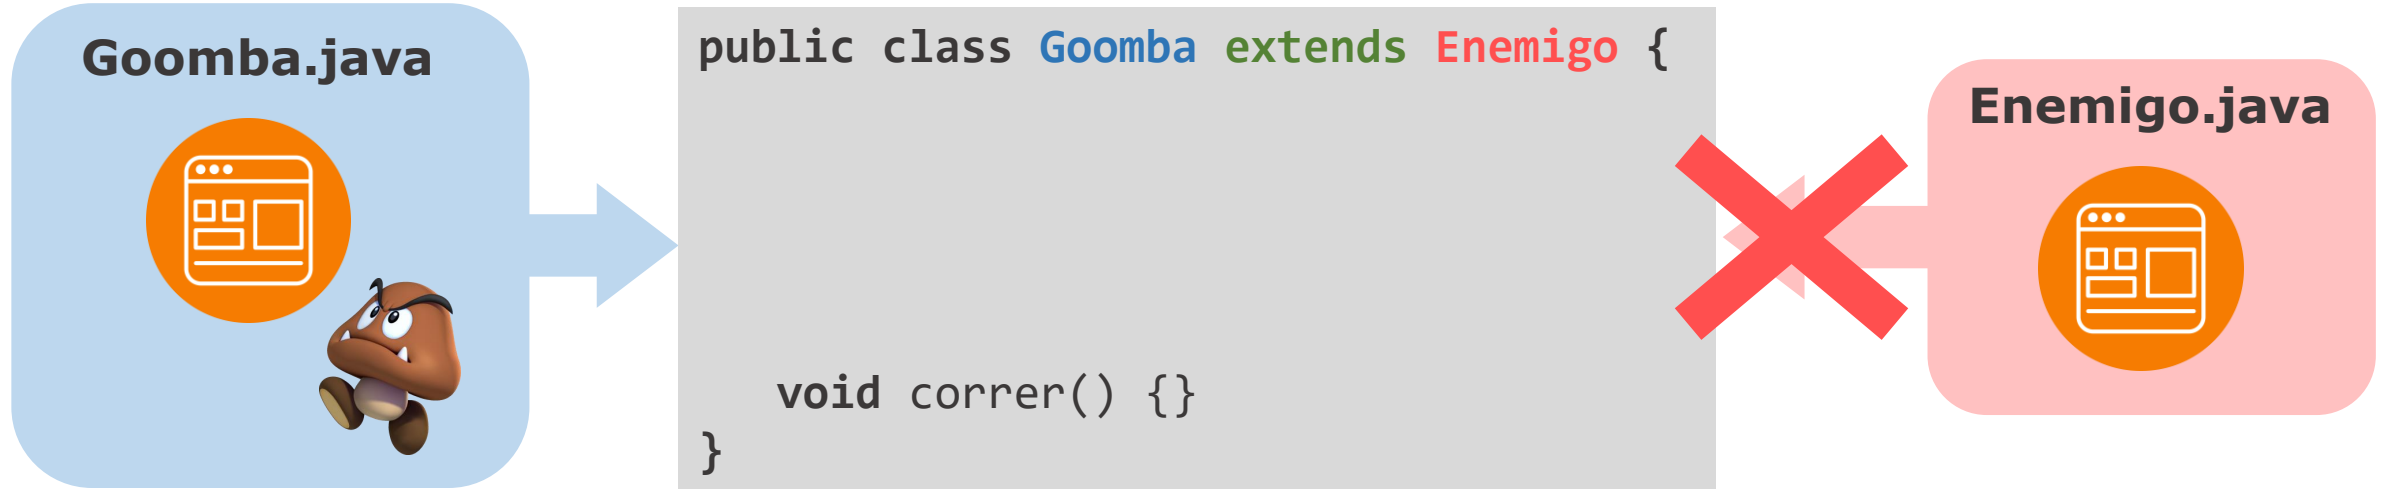 Goomba.java
public class Goomba extends Enemigo {
void correr() {}
}
Enemigo.java